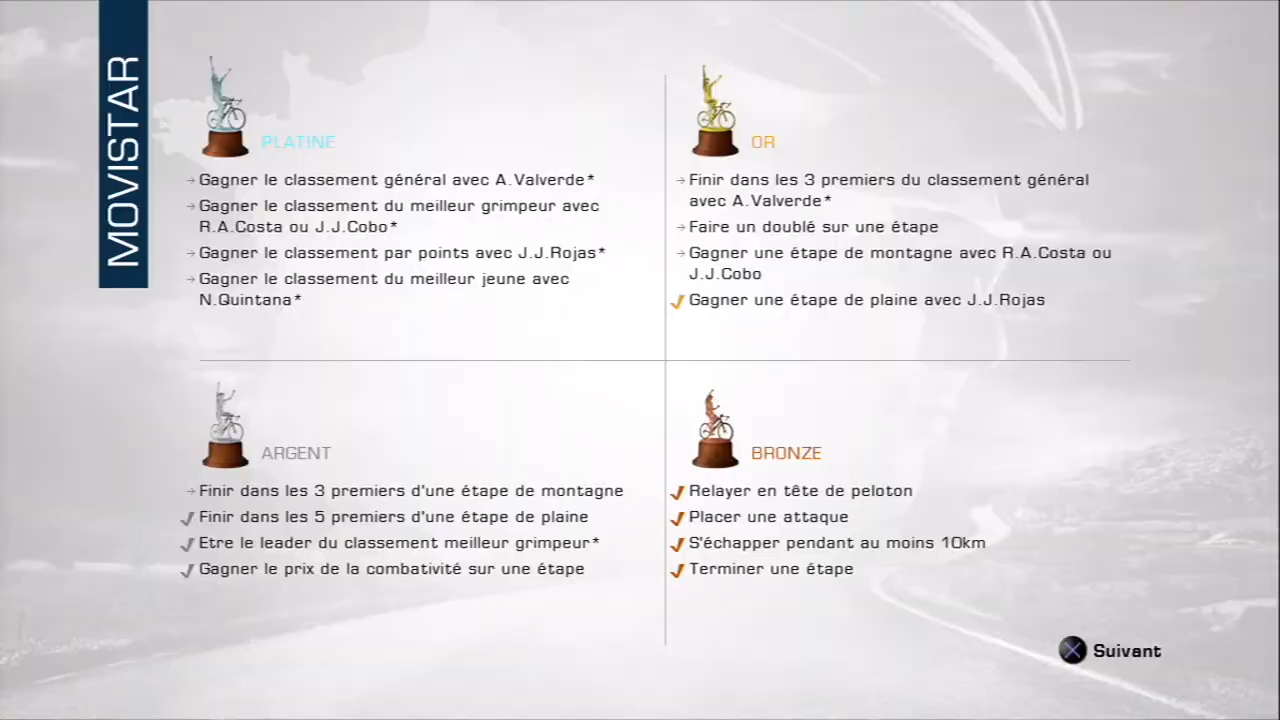 MOVISTAR
PLATINE
→Gagner le classement général avec A.Valverde*
→Gagner le classement du meilleur grimpeur avec
R.A.Costa ou J.J.Cobo*
→Gagner le classement par points avec J.J.Rojas*
→Gagner le classement du meilleur jeune avec
N.Quintana*
OR
→Finir dans les 3 premiers du classement général
avec A.Valverde*
→Faire un doublé sur une étape
→Gagner une étape de montagne avec R.A.Costa ou
J.J.Cobo
Gagner une étape de plaine avec J.J.Rojas
ARGENT
→Finir dans les 3 premiers d'une étape de montagne
Finir dans les 5 premiers d'une étape de plaine
Etre le leader du classement meilleur grimpeur*
Gagner le prix de la combativité sur une étape
BRONZE
Relayer en tête de peloton
Placer une attaque
S'échapper pendant au moins 10km
Terminer une étape
Suivant